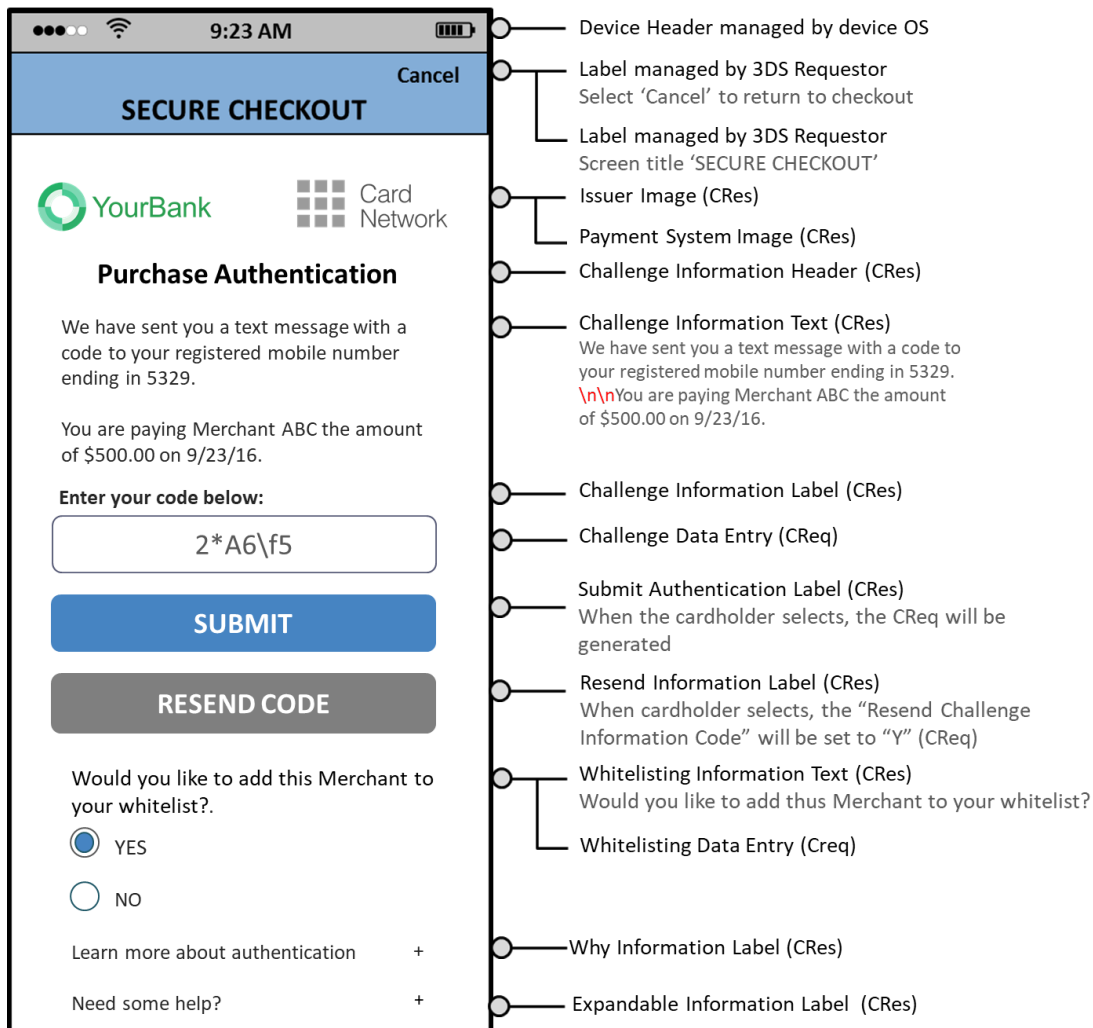 9:23 AM
Cancel
SECURE CHECKOUT
YourBank
Card
Network
Purchase Authentication
We have sent you a text message with a
code to your registered mobile number
ending in 5329.
You are paying Merchant ABC the amount
of $500.00 on 9/23/16.
Enter your code below:
2*A6\f5
SUBMIT
RESEND CODE
Would you like to add this Merchant to
your whitelist?.
YES
NO
Learn more about authentication +
Need some help? +
Device Header managed by device OS
Label managed by 3DS Requestor
Select ‘Cancel’ to return to checkout
Label managed by 3DS Requestor
Screen title ‘SECURE CHECKOUT’
Issuer Image (CRes)
Payment System Image (CRes)
Challenge Information Header (CRes)
Challenge Information Text (CRes)
We have sent you a text message with a code to
your registered mobile number ending in 5329.
\n\nYou are paying Merchant ABC the amount
of $500.00 on 9/23/16.
Challenge Information Label (CRes)
Challenge Data Entry (CReq)
Submit Authentication Label (CRes)
When the cardholder selects, the CReq will be
generated
Resend Information Label (CRes)
When cardholder selects, the “Resend Challenge
Information Code” will be set to “Y” (CReq)
Whitelisting Information Text (CRes)
Would you like to add thus Merchant to your whitelist?
Whitelisting Data Entry (Creq)
Why Information Label (CRes)
Expandable Information Label (CRes)